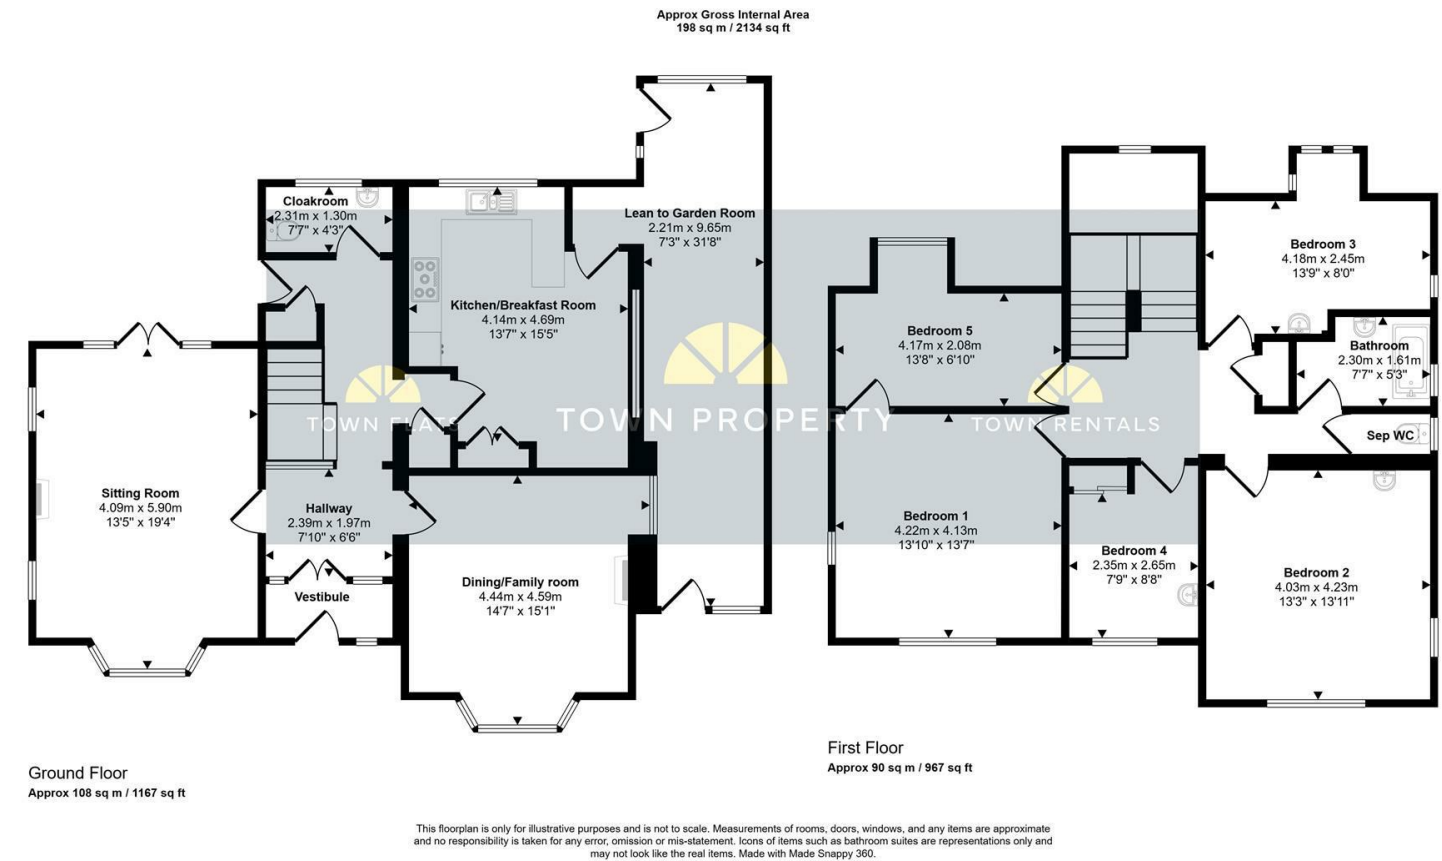 Approx Gross Internal Area
198 sq m / 2134 sq ft
Cloakroom
2.31m x 1.30m
7'7" x 4'3"
Lean to Garden Room
2.21m x 9.65m
7'3" x 31'8"
Kitchen/Breakfast Room
4.14m x 4.69m
13'7" x 15'5"
Sitting Room
4.09m x 5.90m
13'5" x 19'4"
Hallway
2.39m x 1.97m
7'10" x 6'6"
Vestibule
Dining/Family room
4.44m x 4.59m
14'7" x 15'1"
TOWN FLATS
TOWN PROPERTY
TOWN RENTALS
Bedroom 3
4.18m x 2.45m
13'9" x 8'0"
Bedroom 5
4.17m x 2.08m
13'8" x 6'10"
Bathroom
2.30m x 1.61m
7'7" x 5'3"
Sep WC
Bedroom 1
4.22m x 4.13m
13'10" x 13'7"
Bedroom 4
2.35m x 2.65m
7'9" x 8'8"
Bedroom 2
4.03m x 4.23m
13'3" x 13'11"
Ground Floor
Approx 108 sq m / 1167 sq ft
First Floor
Approx 90 sq m / 967 sq ft
This floorplan is only for illustrative purposes and is not to scale. Measurements of rooms, doors, windows, and any items are approximate
and no responsibility is taken for any error, omission or mis-statement. Icons of items such as bathroom suites are representations only and
may not look like the real items. Made with Made Snappy 360.